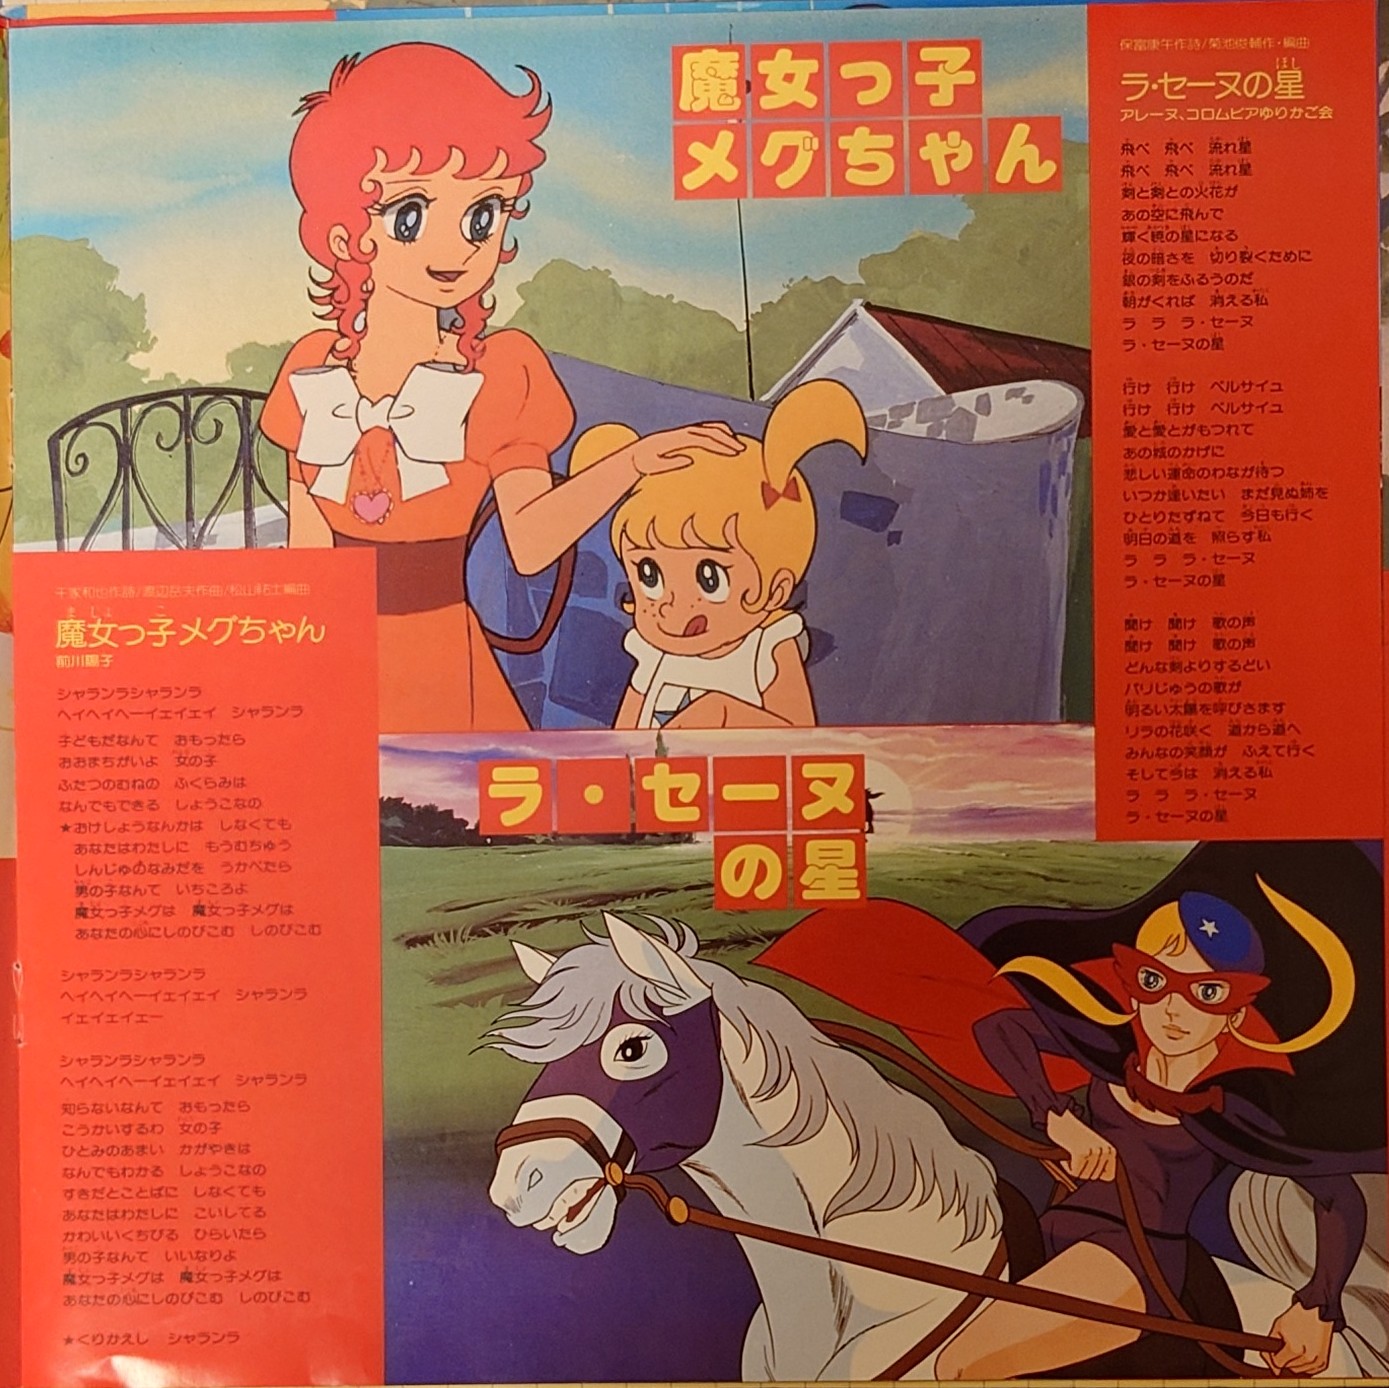 魔女っ子
メグちゃん
千家和也作詩/渡辺岳夫作曲/松山祐士編曲
ましょ こ
魔女っ子メグちゃん
前川陽子
シャランラシャランラ
ヘイヘイヘーイェイェイ シャランラ
子どもだなんて おもったら
おおまちがいよ 女の子
ふたつのむねの ふくらみは
なんでもできる しょうこなの
★おけしょうなんかは しなくても
あなたはわたしに もうむちゅう
しんじゅのなみだを うかべたら
男の子なんて いちころよ
魔女っ子メグは 魔女っ子メグは
あなたの心にしのびこむ しのびこむ
シャランラシャランラ
ヘイヘイヘーイェイェイ シャランラ
イェイェイェー
シャランラシャランラ
ヘイヘイヘーイェイェイ シャランラ
知らないなんて おもったら
こうかいするわ 女の子
ひとみのあまい かがやきは
なんでもわかる しょうこなの
すきだとことばに しなくても
あなたはわたしに こいしてる
かわいいくちびる ひらいたら
男の子なんて いいなりよ
魔女っ子メグは 魔女っ子メグは
あなたの心にしのびこむ しのびこむ
★くりかえし シャランラ
ラ・セーヌ
の星
保富康午作詩/菊池俊輔作・編曲
ほし
ラ・セーヌの星
アレーヌ、コロムビアゆりかご会
飛べ 飛べ 流れ星
飛べ 飛べ 流れ星
剣と剣との火花が
あの空に飛んで
輝く暁の星になる
夜の暗さを 切り裂くために
銀の剣をふるうのだ
朝がくれば 消える私
ラ ラ ラ・セーヌ
ラ・セーヌの星
行け 行け ベルサイユ
行け 行け ベルサイユ
愛と愛とがもつれて
あの城のかげに
悲しい運命のわなが待つ
いつか逢いたい まだ見ぬ姉を
ひとりたずねて 今日も行く
明日の道を 照らす私
ラ ラ ラ・セーヌ
ラ・セーヌの星
聞け 聞け 歌の声
聞け 聞け 歌の声
どんな剣よりするどい
パリじゅうの歌が
明るい太陽を呼びさます
リラの花咲く 道から道へ
みんなの笑顔が ふえて行く
そして今は 消える私
ラ ラ ラ・セーヌ
ラ・セーヌの星